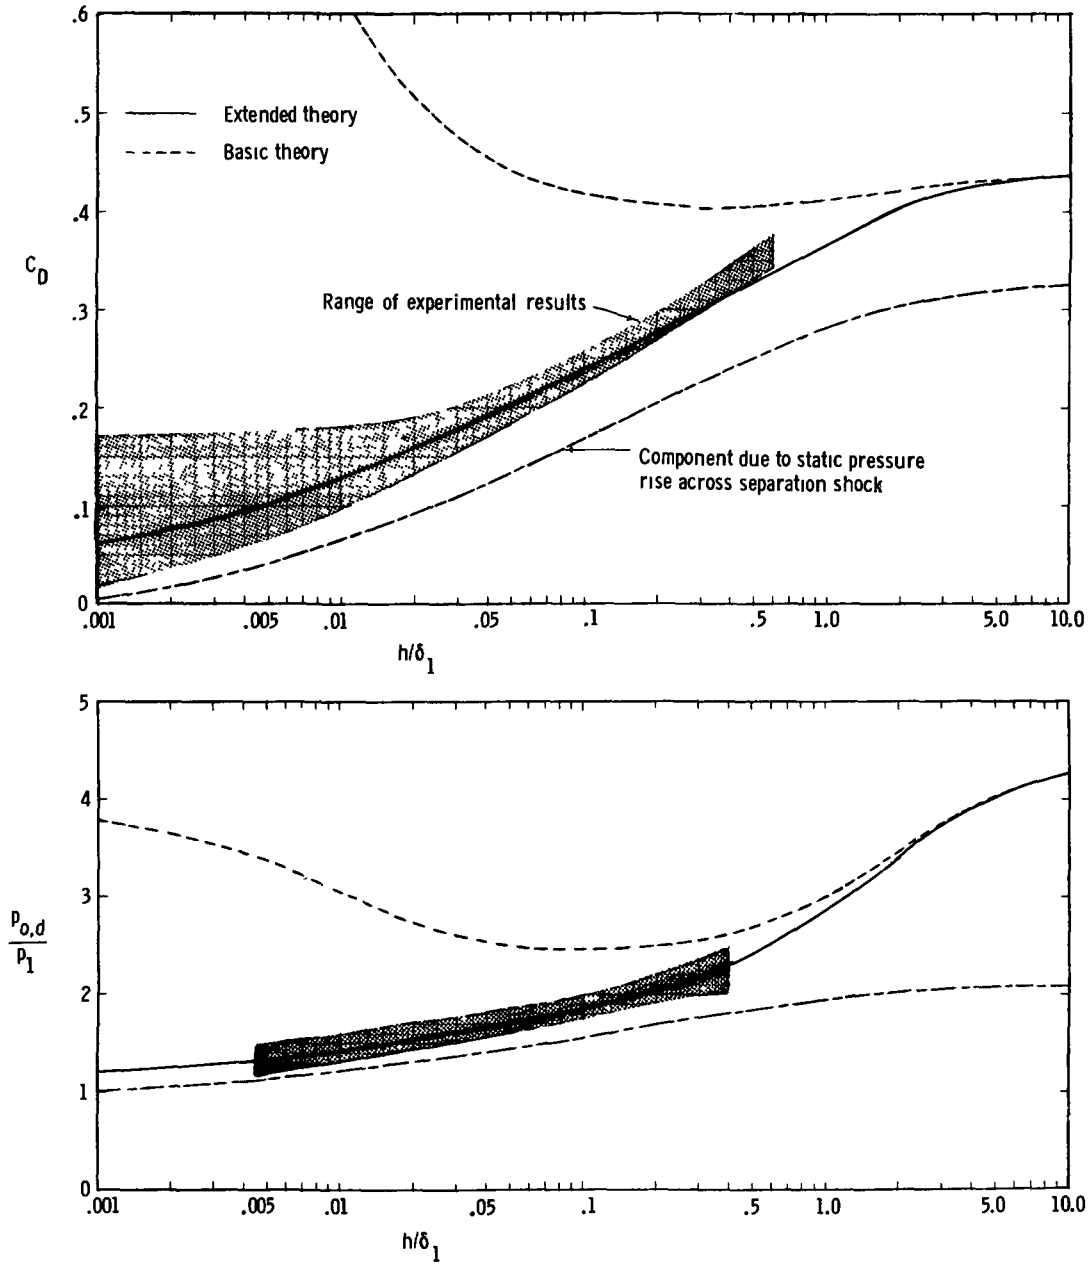 .6
.5
.4
.3
.2
.1
0
C_D
Extended theory
Basic theory
Range of experimental results
Component due to static pressure
rise across separation shock
.001 .005 .01 .05 .1 .5 1.0 5.0 10.0
h/δ_1
5
4
3
2
1
0
p_o,d
p_1
.001 .005 .01 .05 .1 .5 1.0 5.0 10.0
h/δ_1